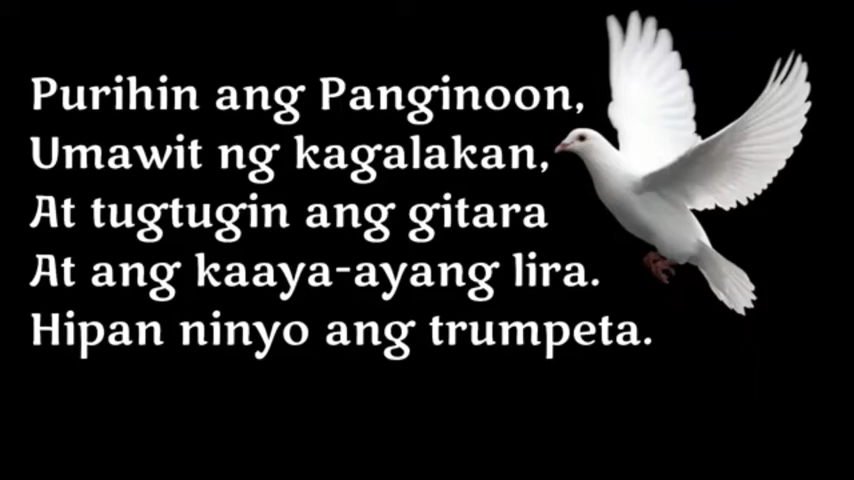 Purihin ang Panginoon,
Umawit ng kagalakan,
At tugtugin ang gitara
At ang kaaya-ayang lira.
Hipan ninyo ang trumpeta.